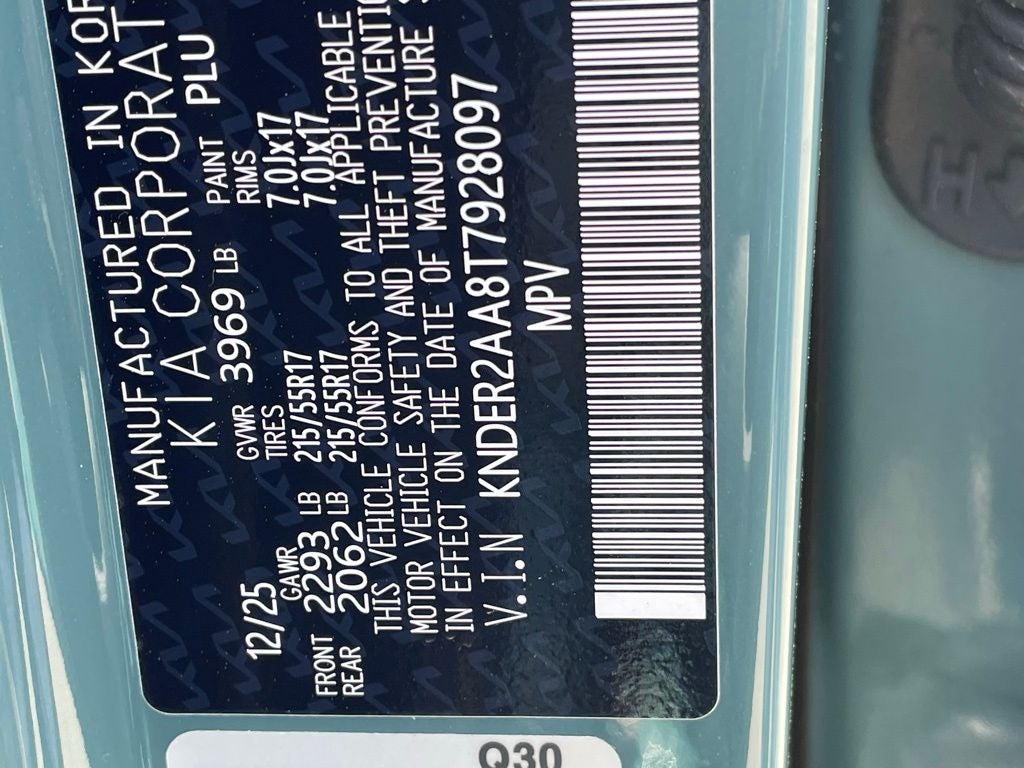 MANUFACTURED IN KOR
KIA CORPORAT
12/25 GVWR 3969 LB PAINT PLU
GAWR TIRES RIMS
FRONT 2293 LB 215/55R17 7.0Jx17
REAR 2062 LB 215/55R17 7.0Jx17
THIS VEHICLE CONFORMS TO ALL APPLICABLE
MOTOR VEHICLE SAFETY AND THEFT PREVENTIO
IN EFFECT ON THE DATE OF MANUFACTURE S
V.I.N KNDER2AA8T7928097
MPV
Q30
H